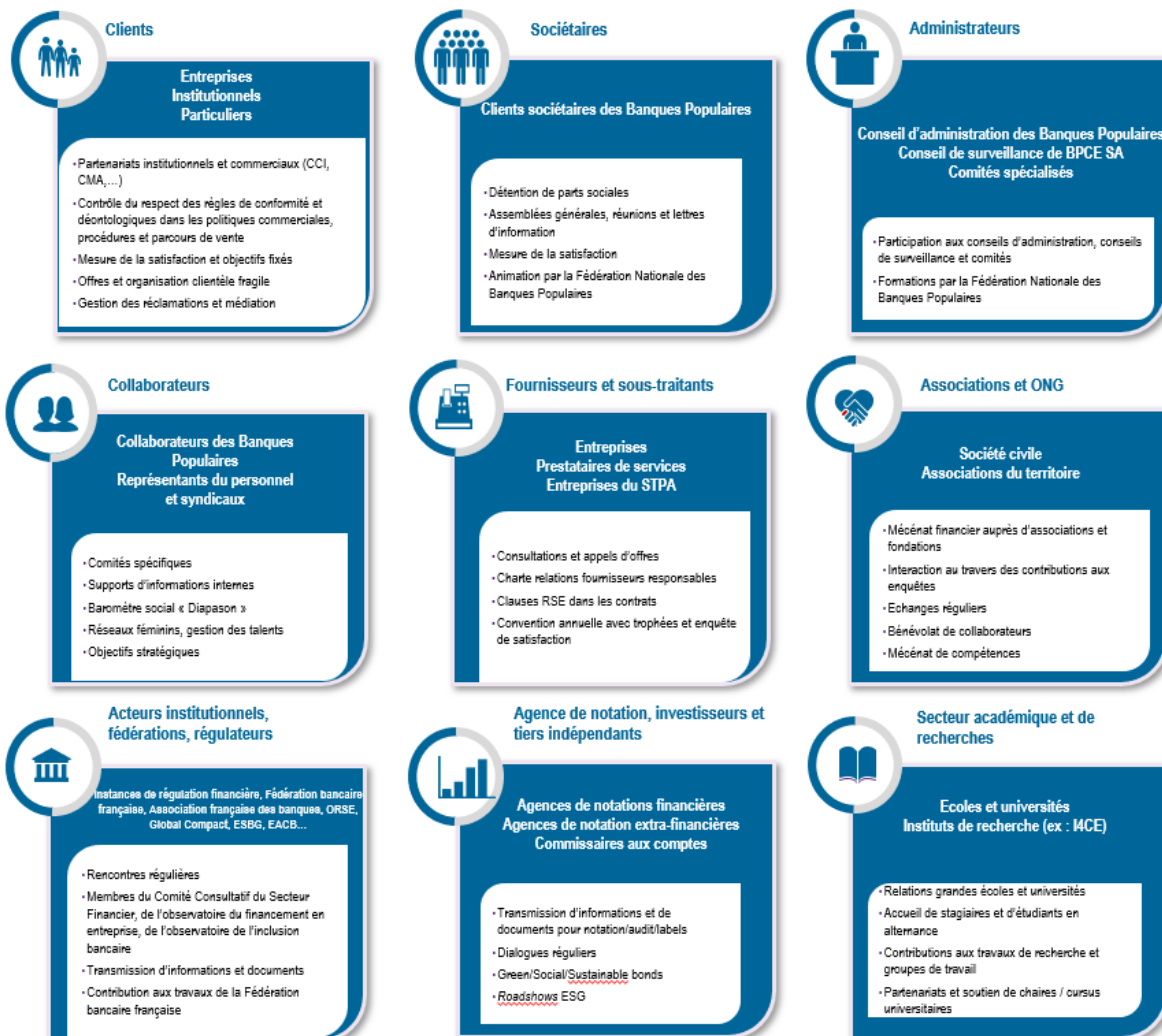 Clients
Entreprises
Institutionnels
Particuliers
•Partenariats institutionnels et commerciaux (CCI,
CMA,…)
•Contrôle du respect des règles de conformité et
déontologiques dans les politiques commerciales,
procédures et parcours de vente
•Mesure de la satisfaction et objectifs fixés
•Offres et organisation clientèle fragile
•Gestion des réclamations et médiation
Sociétaires
Clients sociétaires des Banques Populaires
•Détention de parts sociales
•Assemblées générales, réunions et lettres
d'information
•Mesure de la satisfaction
•Animation par la Fédération Nationale des
Banques Populaires
Administrateurs
Conseil d'administration des Banques Populaires
Conseil de surveillance de BPCE SA
Comités spécialisés
•Participation aux conseils d'administration, conseils
de surveillance et comités
•Formations par la Fédération Nationale des
Banques Populaires
Collaborateurs
Collaborateurs des Banques
Populaires
Représentants du personnel
et syndicaux
•Comités spécifiques
•Supports d'informations internes
•Baromètre social « Diapason »
•Réseaux féminins, gestion des talents
•Objectifs stratégiques
Fournisseurs et sous-traitants
Entreprises
Prestataires de services
Entreprises du STPA
•Consultations et appels d'offres
•Charte relations fournisseurs responsables
•Clauses RSE dans les contrats
•Convention annuelle avec trophées et enquête
de satisfaction
Associations et ONG
Société civile
Associations du territoire
•Mécénat financier auprès d'associations et
fondations
•Interaction au travers des contributions aux
enquêtes
•Echanges réguliers
•Bénévolat de collaborateurs
•Mécénat de compétences
Acteurs institutionnels,
fédérations, régulateurs
Instances de régulation financière, Fédération bancaire
française, Association française des banques, ORSE,
Global Compact, ESBG, EACB…
•Rencontres régulières
•Membres du Comité Consultatif du Secteur
Financier, de l'observatoire du financement en
entreprise, de l'observatoire de l'inclusion
bancaire
•Transmission d'informations et documents
•Contribution aux travaux de la Fédération
bancaire française
Agence de notation, investisseurs et
tiers indépendants
Agences de notations financières
Agences de notation extra-financières
Commissaires aux comptes
•Transmission d'informations et de
documents pour notation/audit/labels
•Dialogues réguliers
•Green/Social/Sustainable bonds
•Roadshows ESG
Secteur académique et de
recherches
Ecoles et universités
Instituts de recherche (ex : I4CE)
•Relations grandes écoles et universités
•Accueil de stagiaires et d'étudiants en
alternance
•Contributions aux travaux de recherche et
groupes de travail
•Partenariats et soutien de chaires / cursus
universitaires